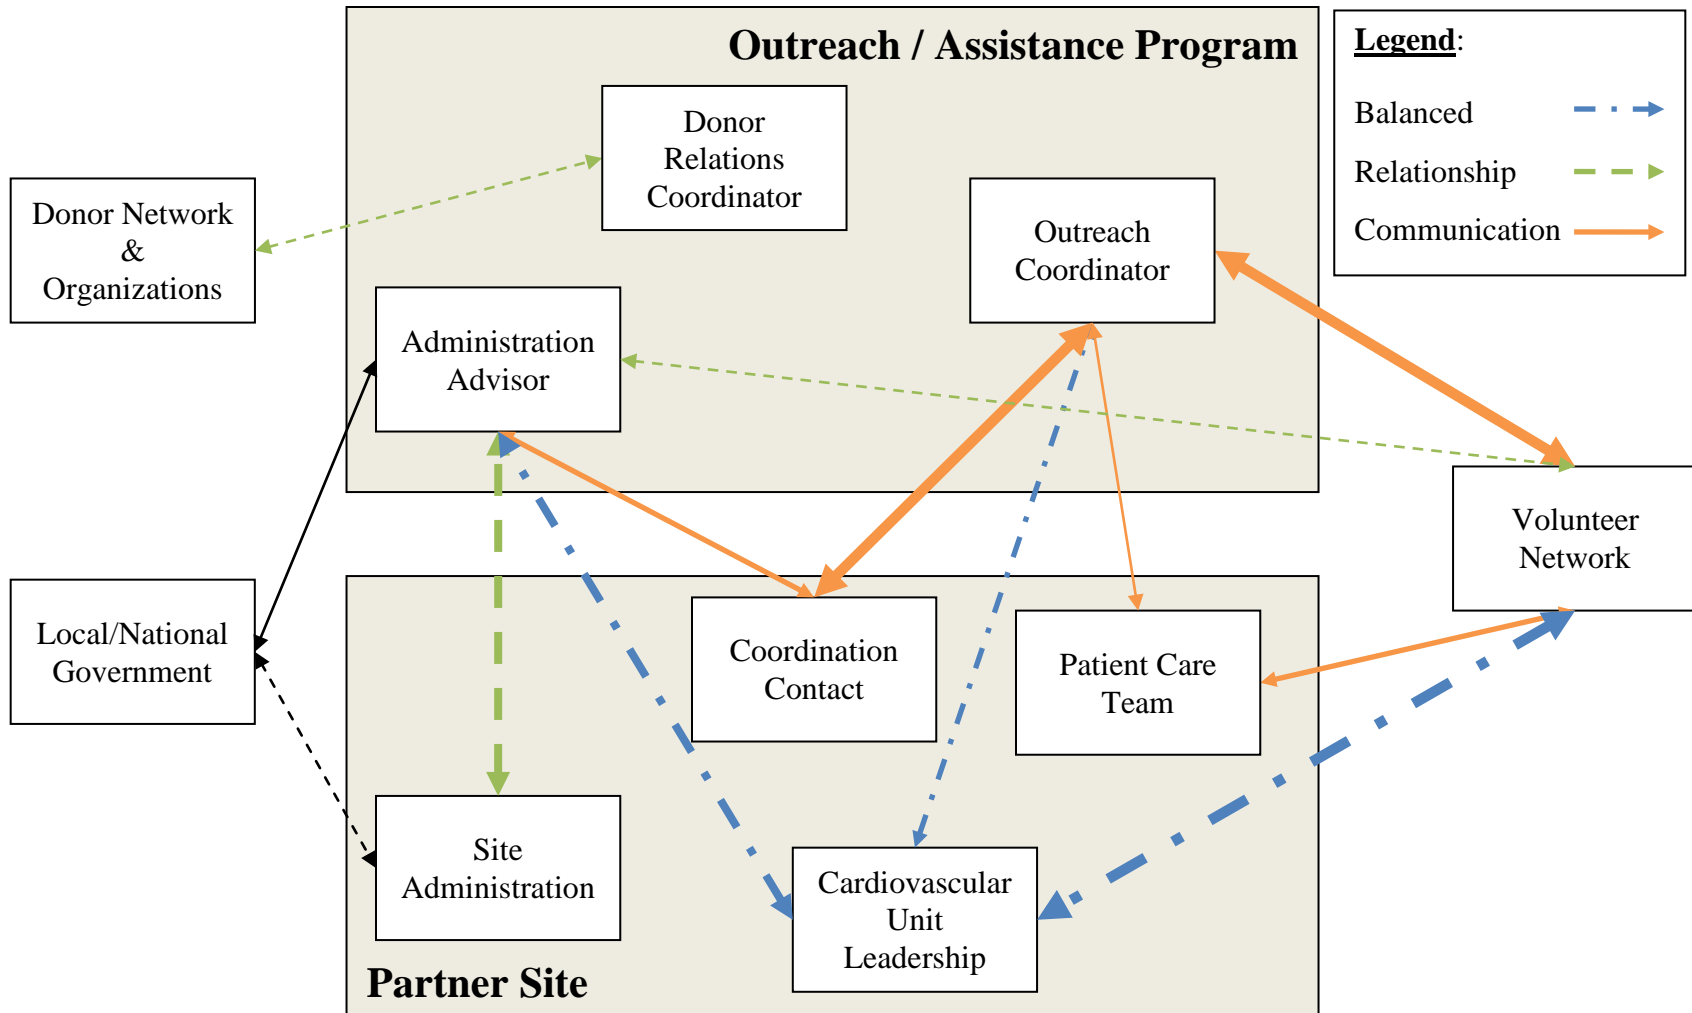 Outreach / Assistance Program
Legend:
Balanced
Relationship
Communication
Donor
Relations
Coordinator
Donor Network
&
Organizations
Outreach
Coordinator
Administration
Advisor
Volunteer
Network
Local/National
Government
Coordination
Contact
Patient Care
Team
Site
Administration
Cardiovascular
Unit
Leadership
Partner Site